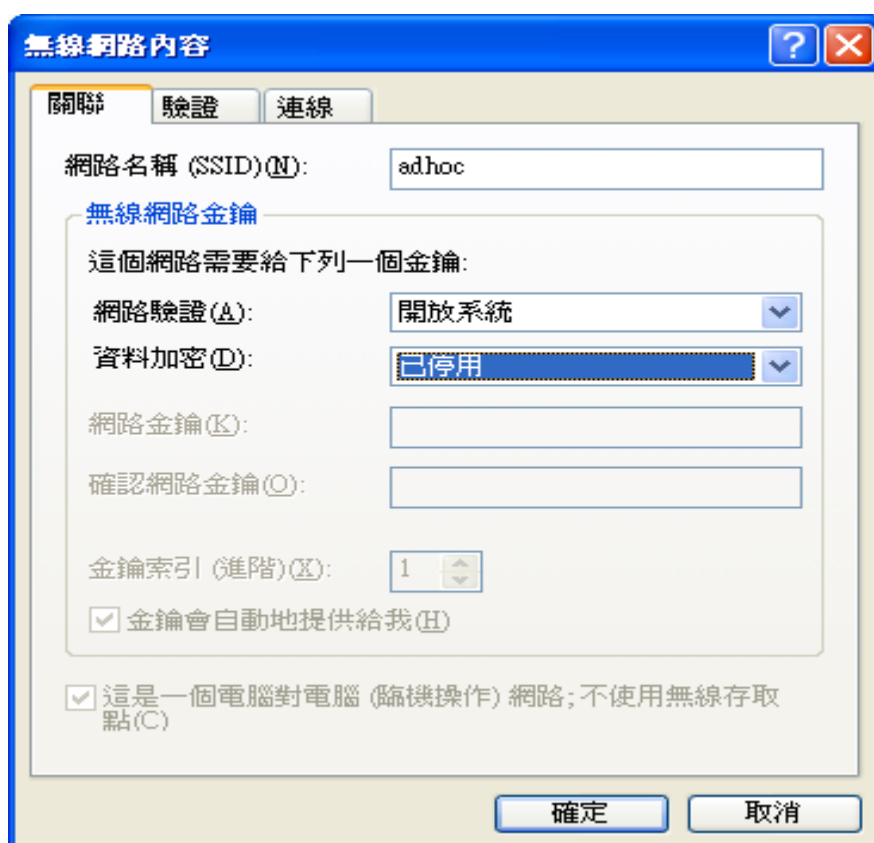 無線網路內容
關聯 驗證 連線
網路名稱 (SSID)(N): adhoc
無線網路金鑰
這個網路需要給下列一個金鑰:
網路驗證(A): 開放系統
資料加密(D): 已停用
網路金鑰(K):
確認網路金鑰(O):
金鑰索引 (進階)(X): 1
金鑰會自動地提供給我(H)
這是一個電腦對電腦 (臨機操作) 網路;不使用無線存取
點(C)
確定 取消